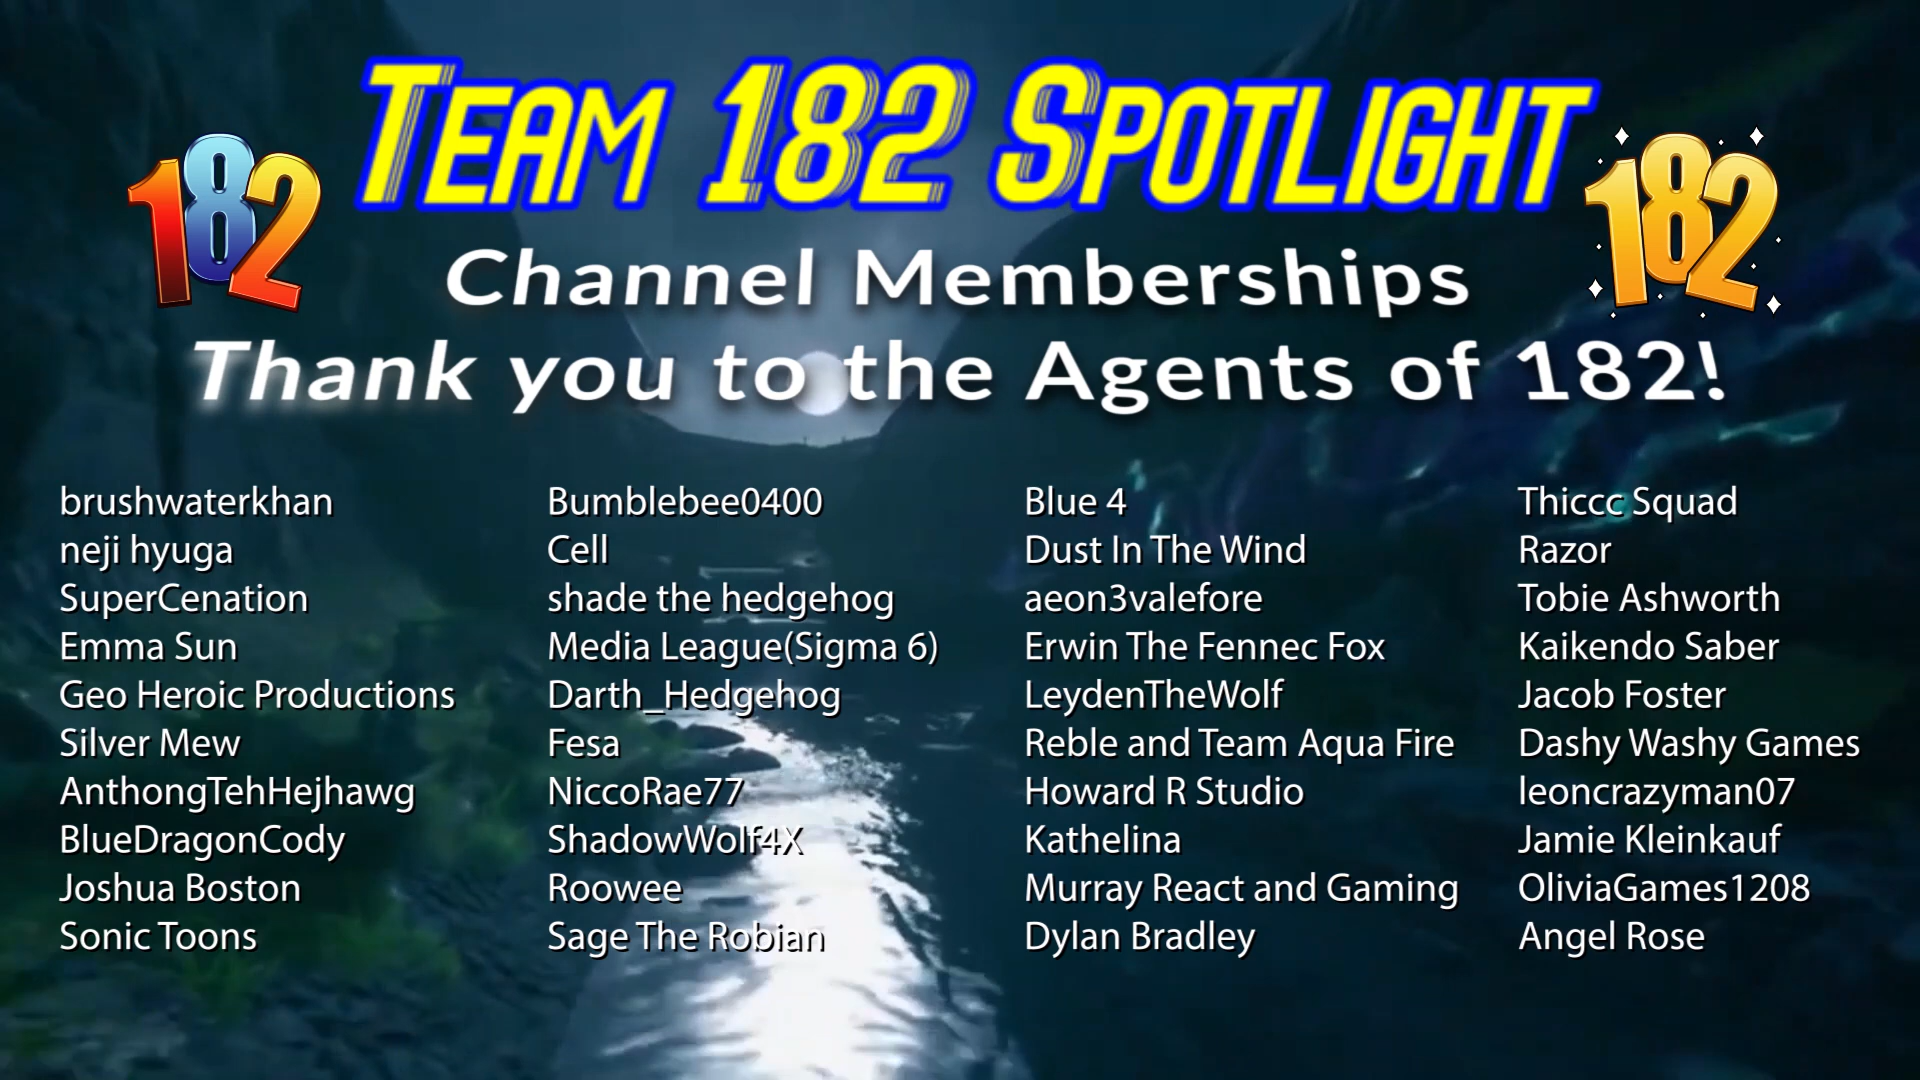 Team 182 Spotlight
182
182
Channel Memberships
Thank you to the Agents of 182!
brushwaterkhan
neji hyuga
SuperCenation
Emma Sun
Geo Heroic Productions
Silver Mew
AnthongTehHejhawg
BlueDragonCody
Joshua Boston
Sonic Toons
Bumblebee0400
Cell
shade the hedgehog
Media League(Sigma 6)
Darth_Hedgehog
Fesa
NiccoRae77
ShadowWolf4X
Roowee
Sage The Robian
Blue 4
Dust In The Wind
aeon3valefore
Erwin The Fennec Fox
LeydenTheWolf
Reble and Team Aqua Fire
Howard R Studio
Kathelina
Murray React and Gaming
Dylan Bradley
Thiccc Squad
Razor
Tobie Ashworth
Kaikendo Saber
Jacob Foster
Dashy Washy Games
leoncrazyman07
Jamie Kleinkauf
OliviaGames1208
Angel Rose